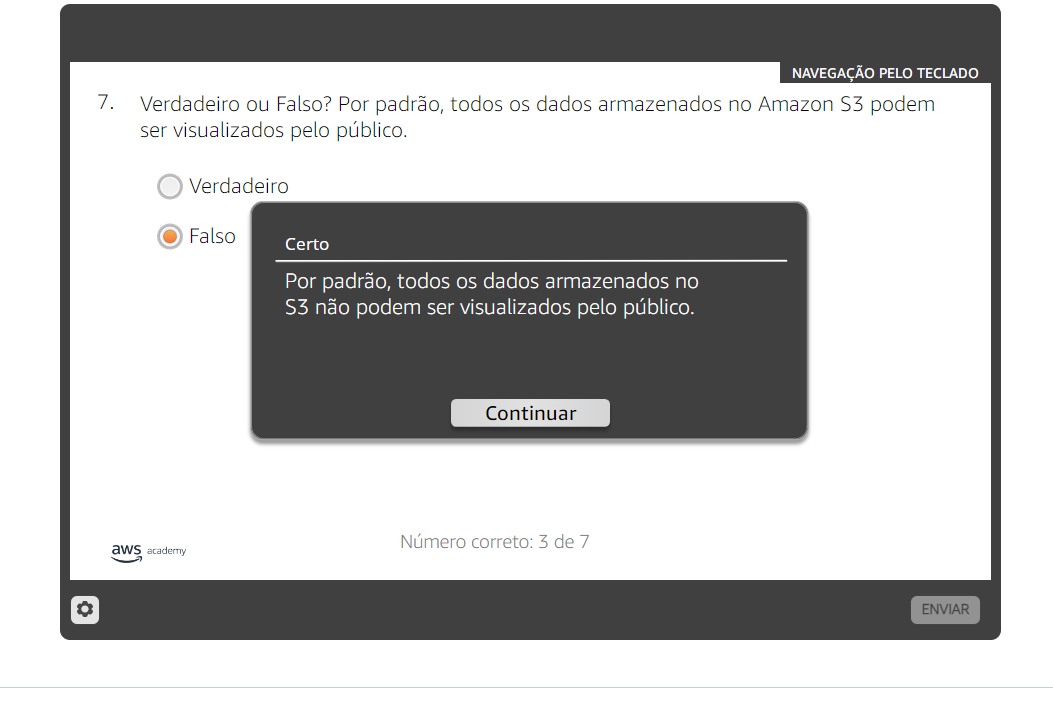 NAVEGAÇÃO PELO TECLADO
7. Verdadeiro ou Falso? Por padrão, todos os dados armazenados no Amazon S3 podem
ser visualizados pelo público.
Verdadeiro
Falso
Certo
Por padrão, todos os dados armazenados no
S3 não podem ser visualizados pelo público.
Continuar
Número correto: 3 de 7
aws academy
ENVIAR